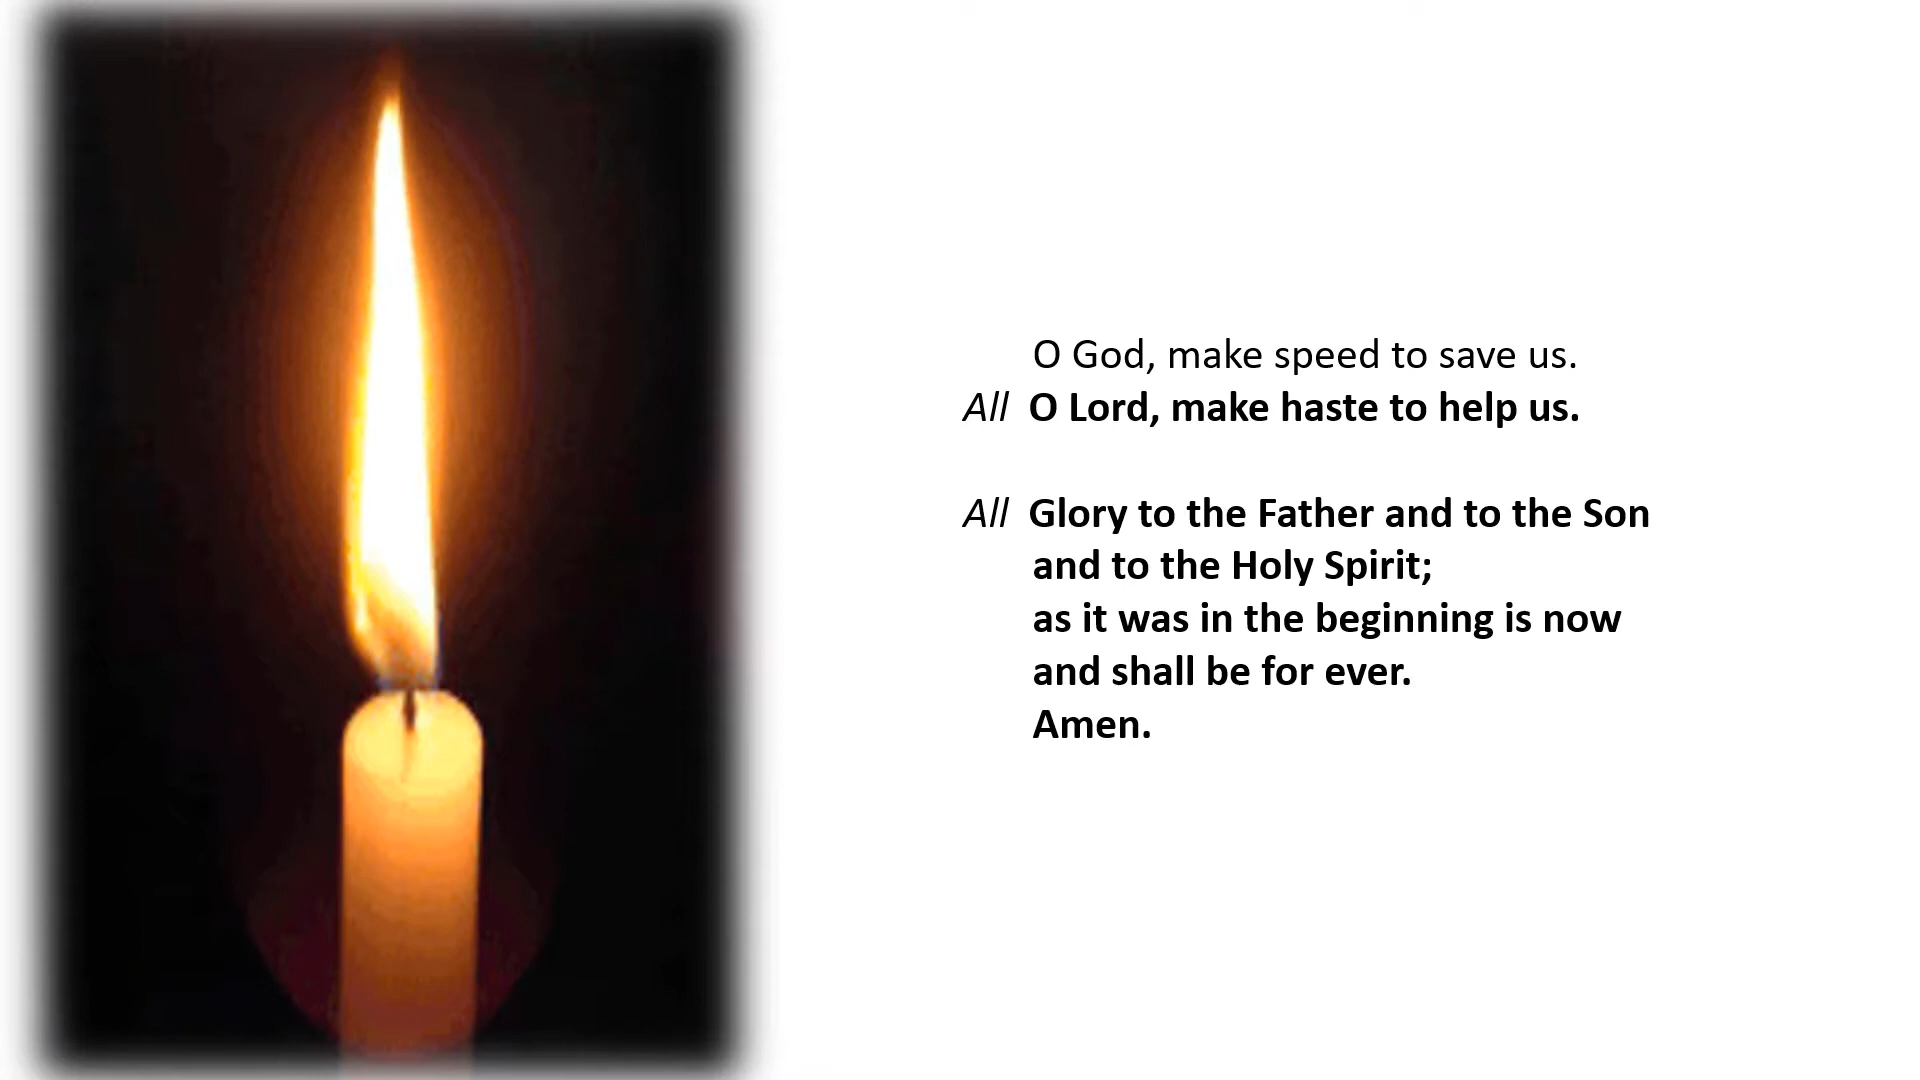 O God, make speed to save us.
All O Lord, make haste to help us.
All Glory to the Father and to the Son
and to the Holy Spirit;
as it was in the beginning is now
and shall be for ever.
Amen.